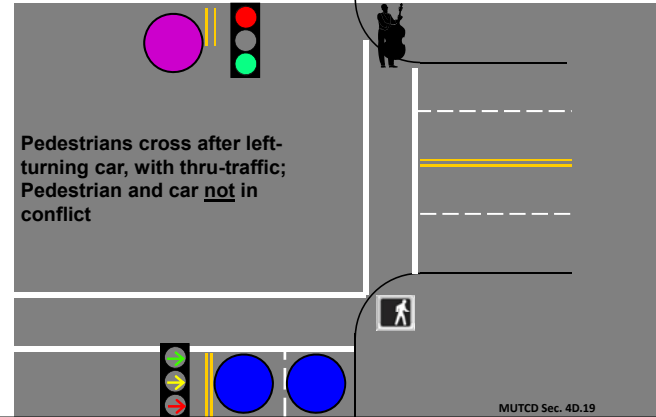 Pedestrians cross after left-
turning car, with thru-traffic;
Pedestrian and car not in
conflict
MUTCD Sec. 4D.19